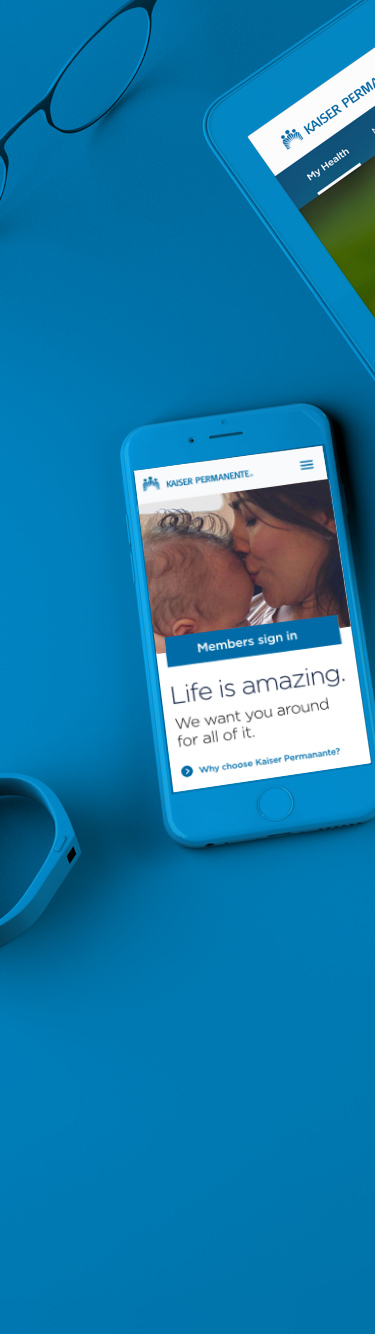 KAISER PERMA
My Health
KAISER PERMANENTE®
Members sign in
Life is amazing.
We want you around
for all of it.
Why choose Kaiser Permanante?